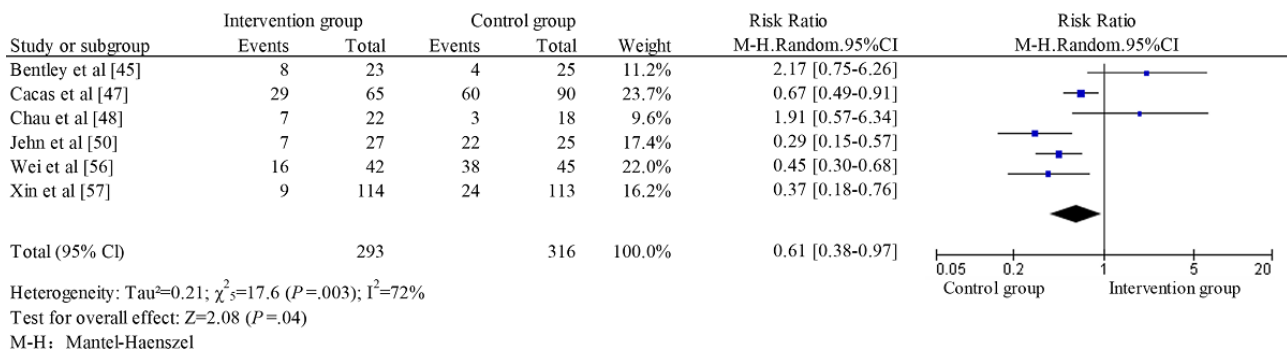 Intervention group Control group Risk Ratio Risk Ratio
Study or subgroup Events Total Events Total Weight M-H.Random.95%CI M-H.Random.95%CI
Bentley et al [45] 8 23 4 25 11.2% 2.17 [0.75-6.26]
Cacas et al [47] 29 65 60 90 23.7% 0.67 [0.49-0.91]
Chau et al [48] 7 22 3 18 9.6% 1.91 [0.57-6.34]
Jehn et al [50] 7 27 22 25 17.4% 0.29 [0.15-0.57]
Wei et al [56] 16 42 38 45 22.0% 0.45 [0.30-0.68]
Xin et al [57] 9 114 24 113 16.2% 0.37 [0.18-0.76]
Total (95% CI) 293 316 100.0% 0.61 [0.38-0.97]
0.05 0.2 1 5 20
Control group Intervention group
Heterogeneity: Tau²=0.21; χ²₅=17.6 (P=.003); I²=72%
Test for overall effect: Z=2.08 (P=.04)
M-H: Mantel-Haenszel